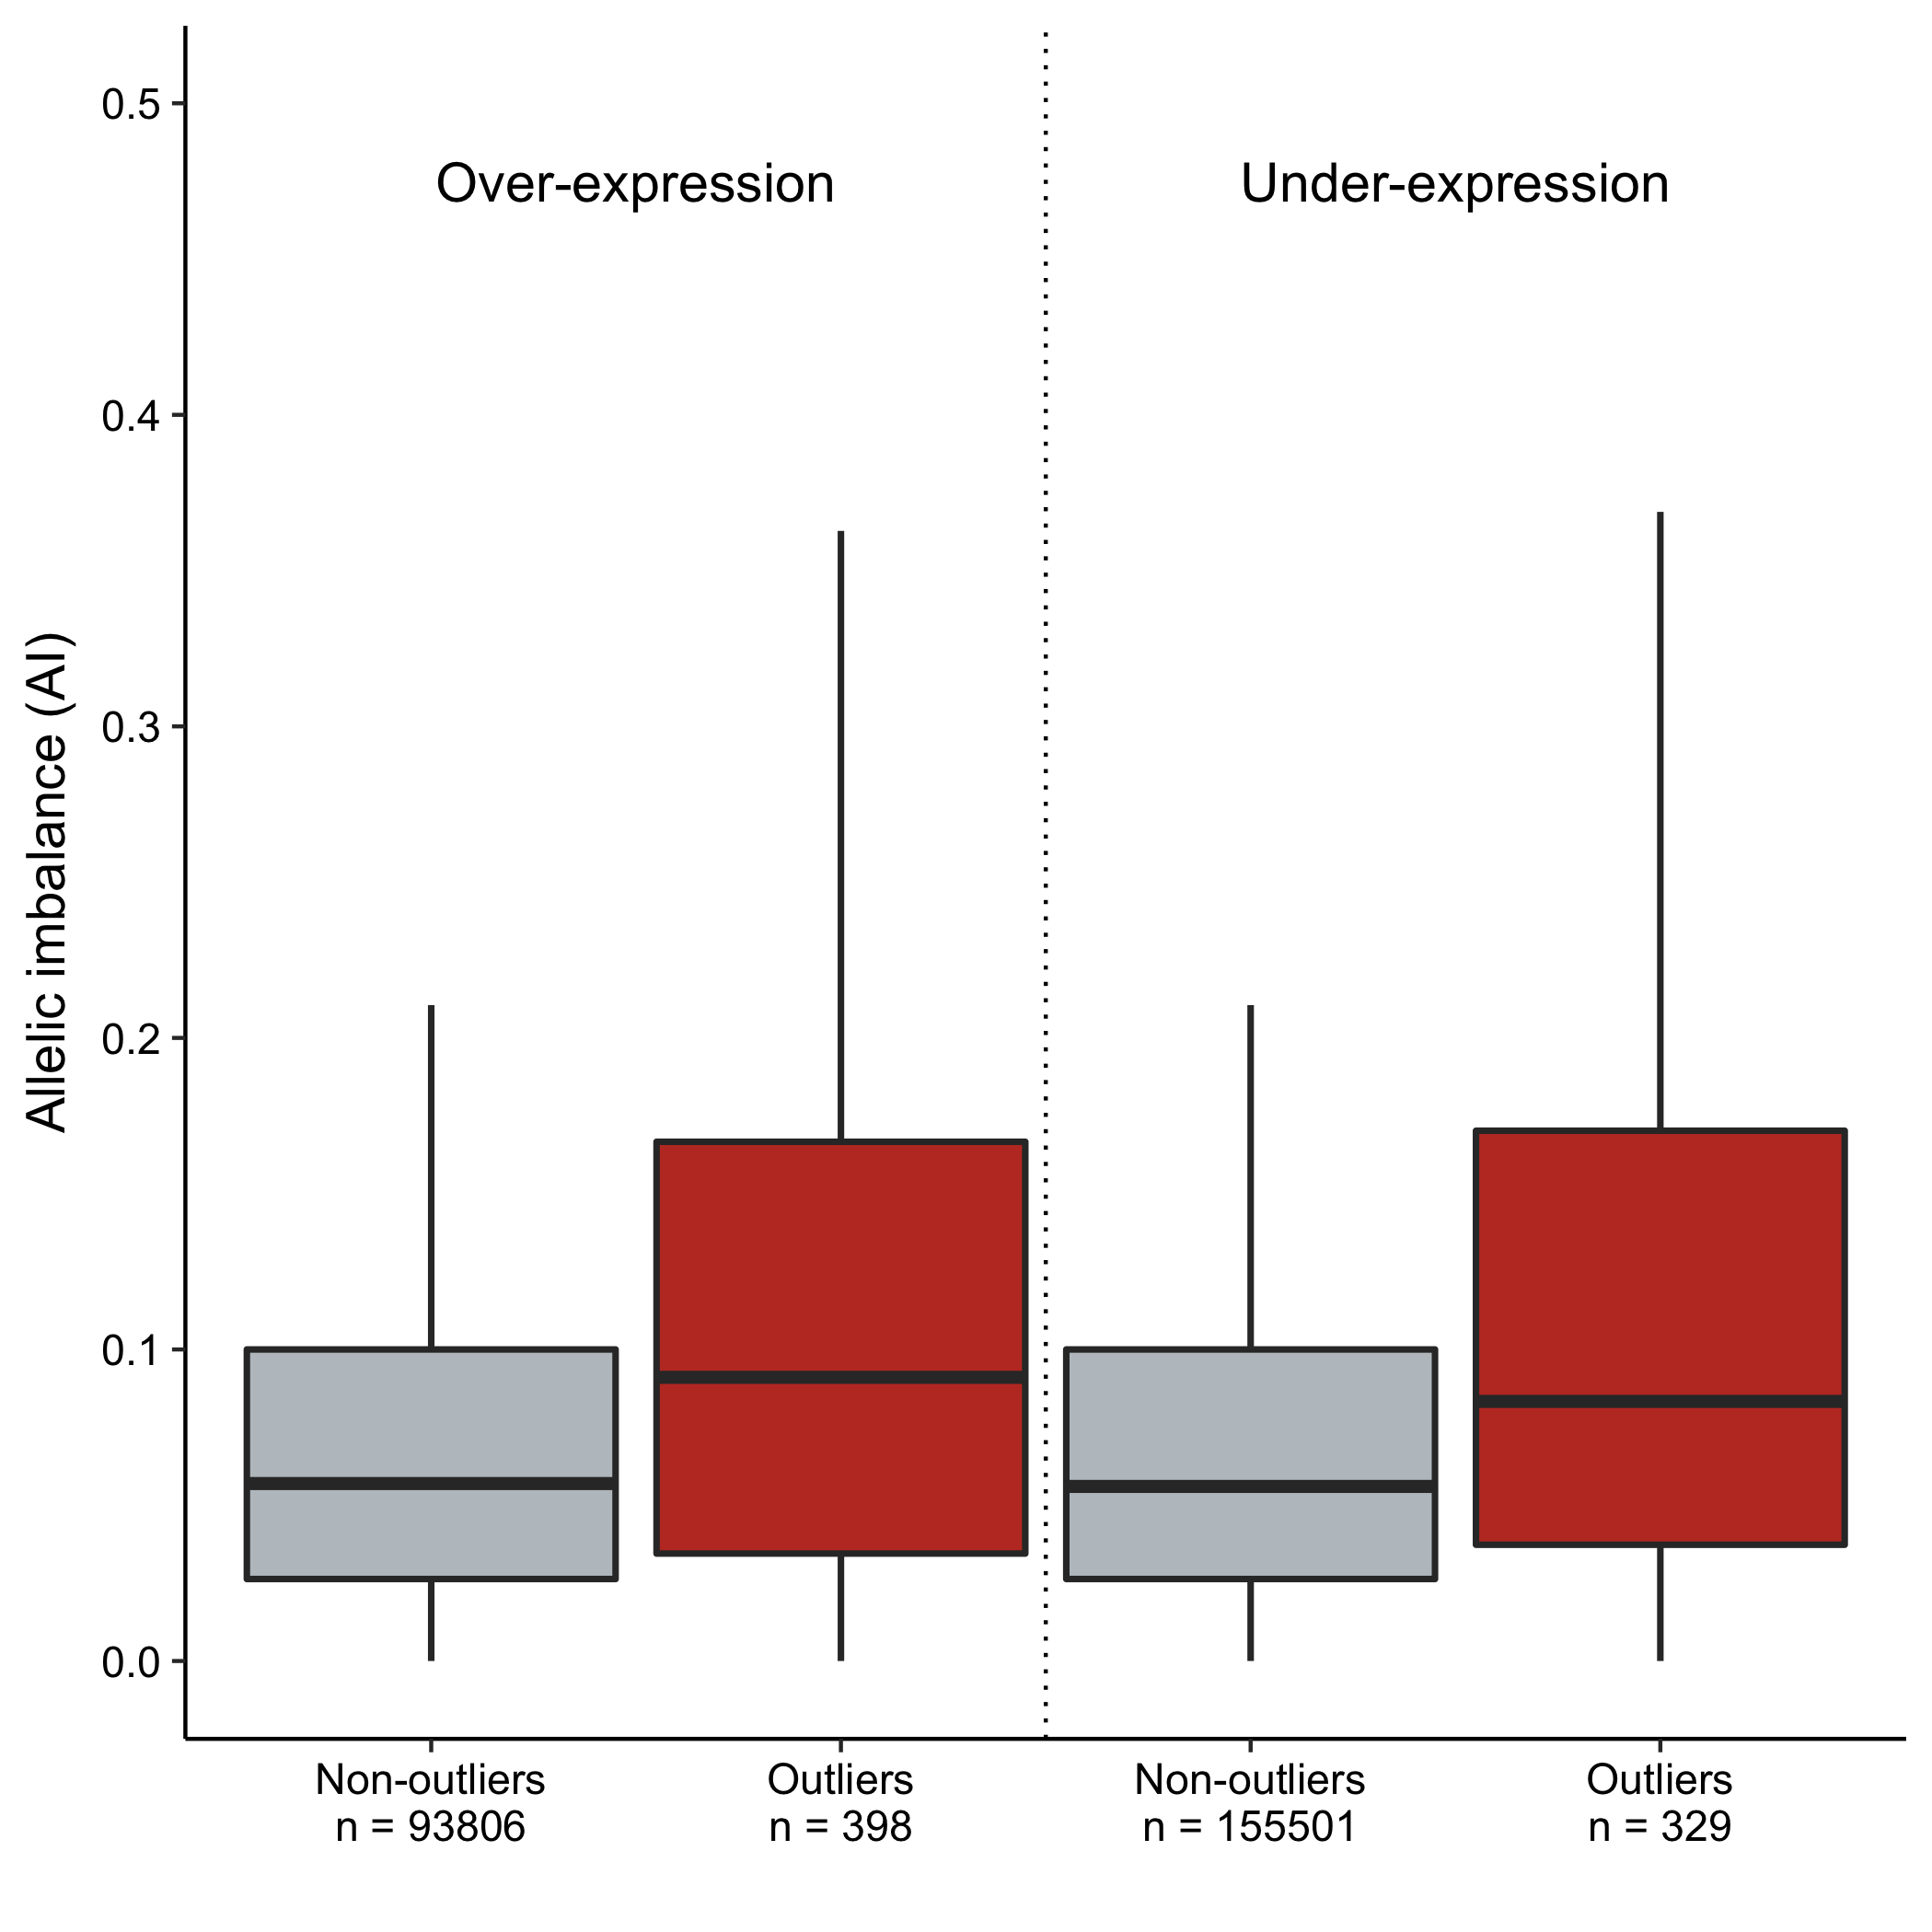 Over-expression
Under-expression
Allelic imbalance (AI)
0.5
0.4
0.3
0.2
0.1
0.0
Non-outliers
n = 93806
Outliers
n = 398
Non-outliers
n = 155501
Outliers
n = 329